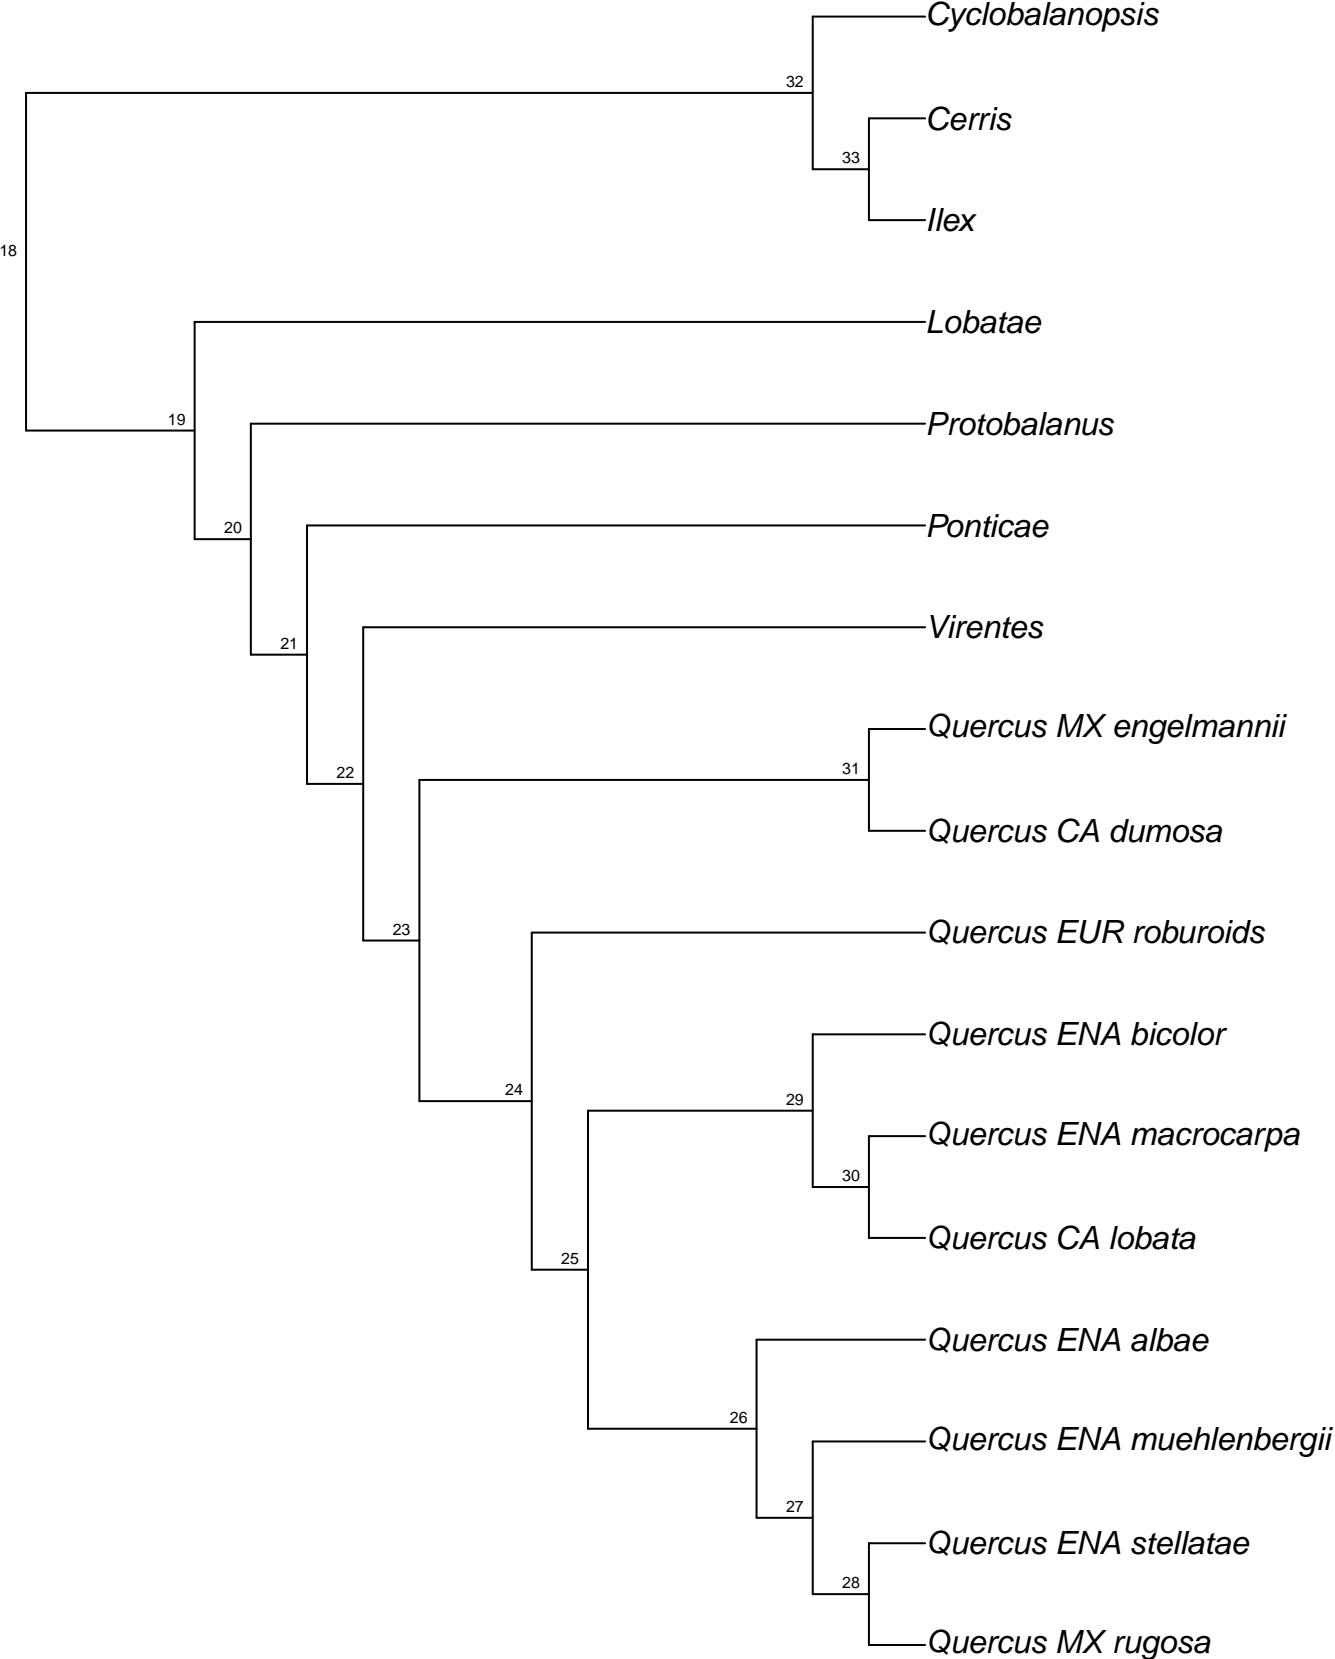 Cyclobalanopsis
32
Cerris
33
Ilex
18
Lobatae
19
Protobalanus
20
Ponticae
21
Virentes
22
Quercus MX engelmannii
31
Quercus CA dumosa
23
Quercus EUR roburoids
Quercus ENA bicolor
24
29
Quercus ENA macrocarpa
30
Quercus CA lobata
25
Quercus ENA albae
26
Quercus ENA muehlenbergii
27
Quercus ENA stellatae
28
Quercus MX rugosa